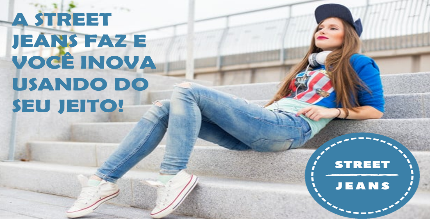 A STREET
JEANS FAZ E
VOCÊ INOVA
USANDO DO
SEU JEITO!
STREET
JEANS